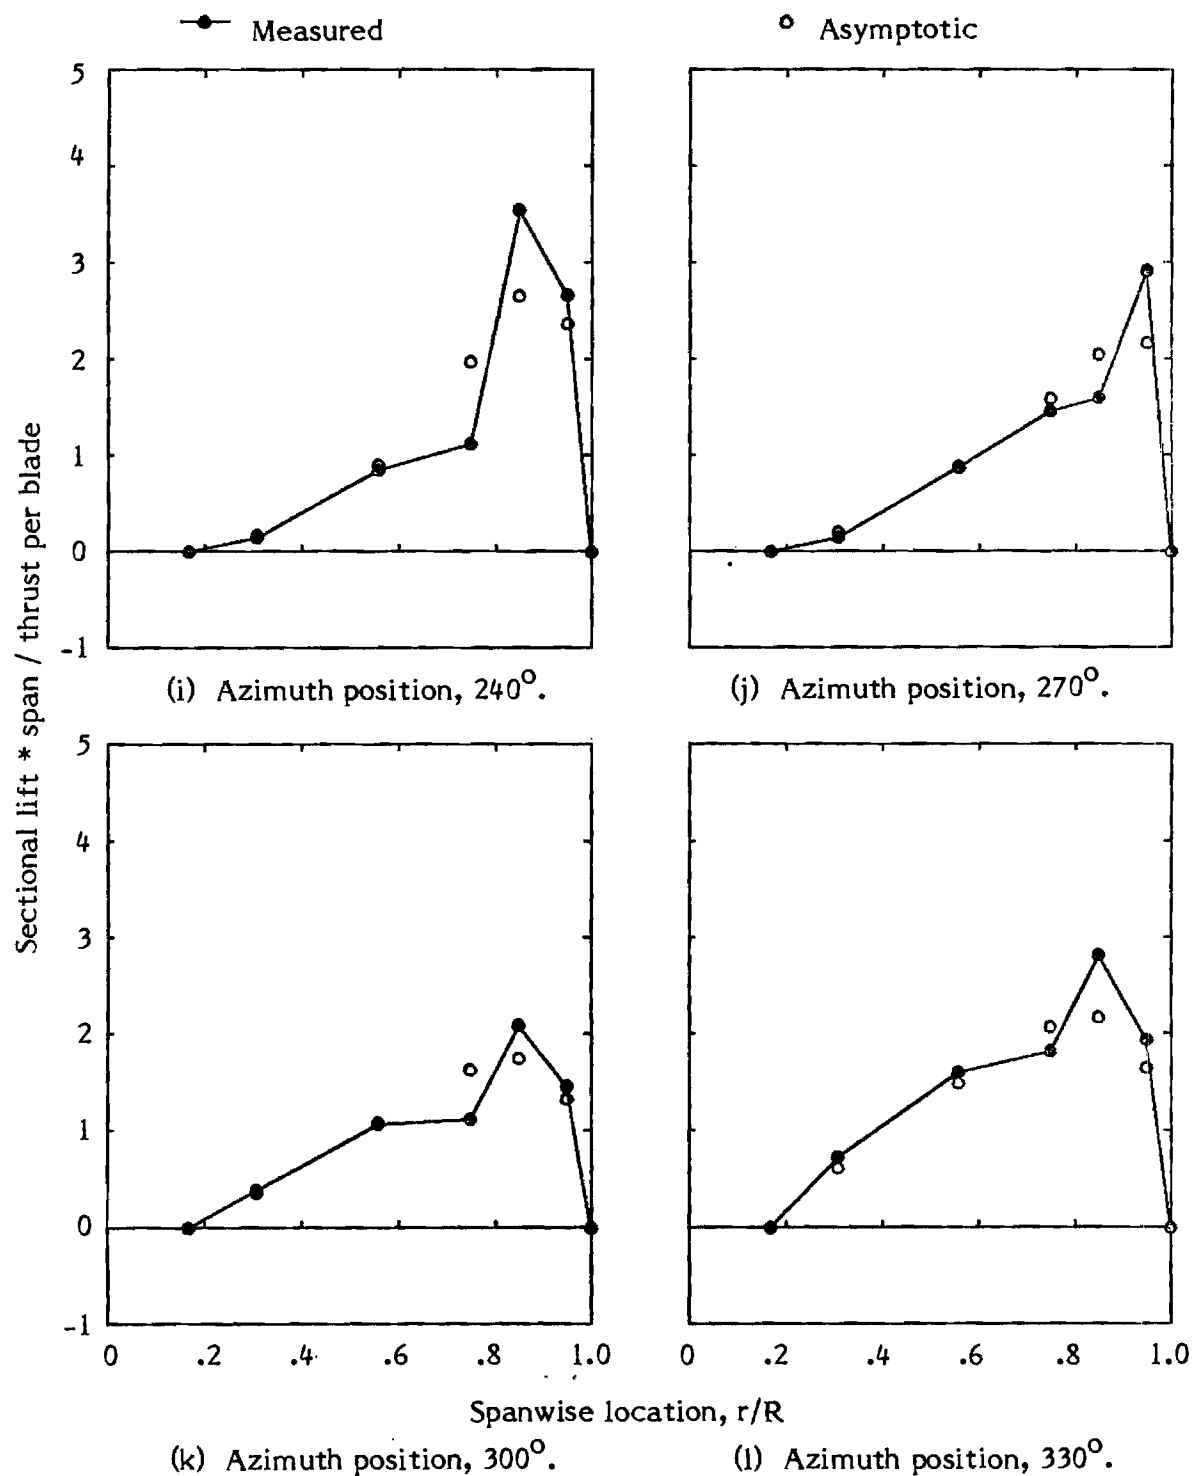 Measured
Asymptotic
5
4
3
2
1
0
-1
(i) Azimuth position, 240°.
(j) Azimuth position, 270°.
Sectional lift * span / thrust per blade
5
4
3
2
1
0
-1
0 .2 .4 .6 .8 1.0
0 .2 .4 .6 .8 1.0
Spanwise location, r/R
(k) Azimuth position, 300°.
(l) Azimuth position, 330°.